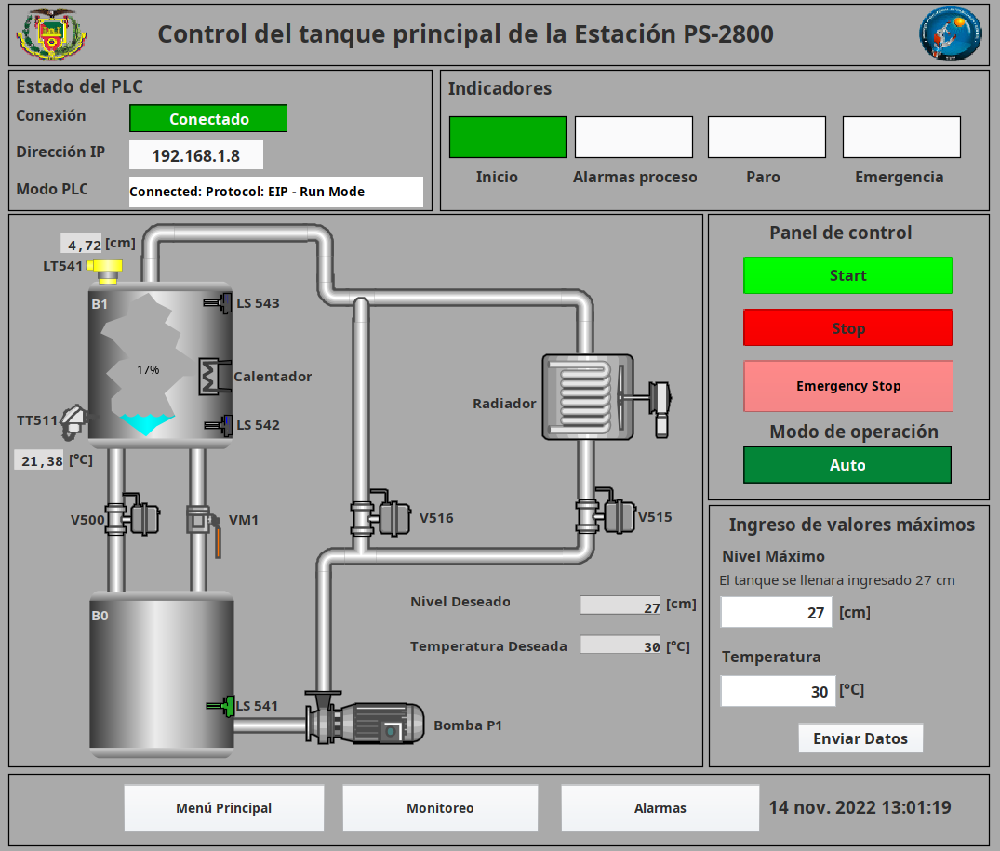 Control del tanque principal de la Estación PS-2800
Estado del PLC
Conexión
Conectado
Dirección IP
192.168.1.8
Modo PLC
Connected: Protocol: EIP - Run Mode
Indicadores
Inicio
Alarmas proceso
Paro
Emergencia
4,72 [cm]
LT541
B1
LS 543
17%
Calentador
TT511
LS 542
21,38 [°C]
V500
VM1
V516
Radiador
V515
B0
LS 541
Bomba P1
Nivel Deseado
27 [cm]
Temperatura Deseada
30 [°C]
Panel de control
Start
Stop
Emergency Stop
Modo de operación
Auto
Ingreso de valores máximos
Nivel Máximo
El tanque se llenara ingresado 27 cm
27 [cm]
Temperatura
30 [°C]
Enviar Datos
Menú Principal
Monitoreo
Alarmas
14 nov. 2022 13:01:19